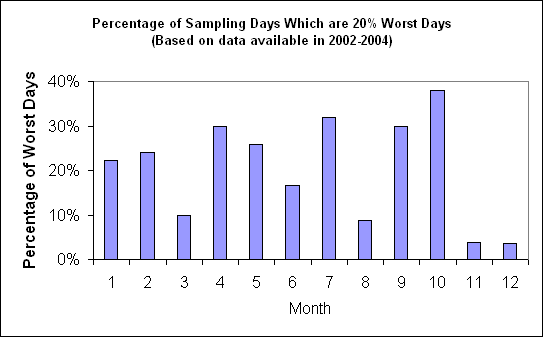 Percentage of Sampling Days Which are 20% Worst Days
(Based on data available in 2002-2004)
Percentage of Worst Days
40%
30%
20%
10%
0%
1 2 3 4 5 6 7 8 9 10 11 12
Month